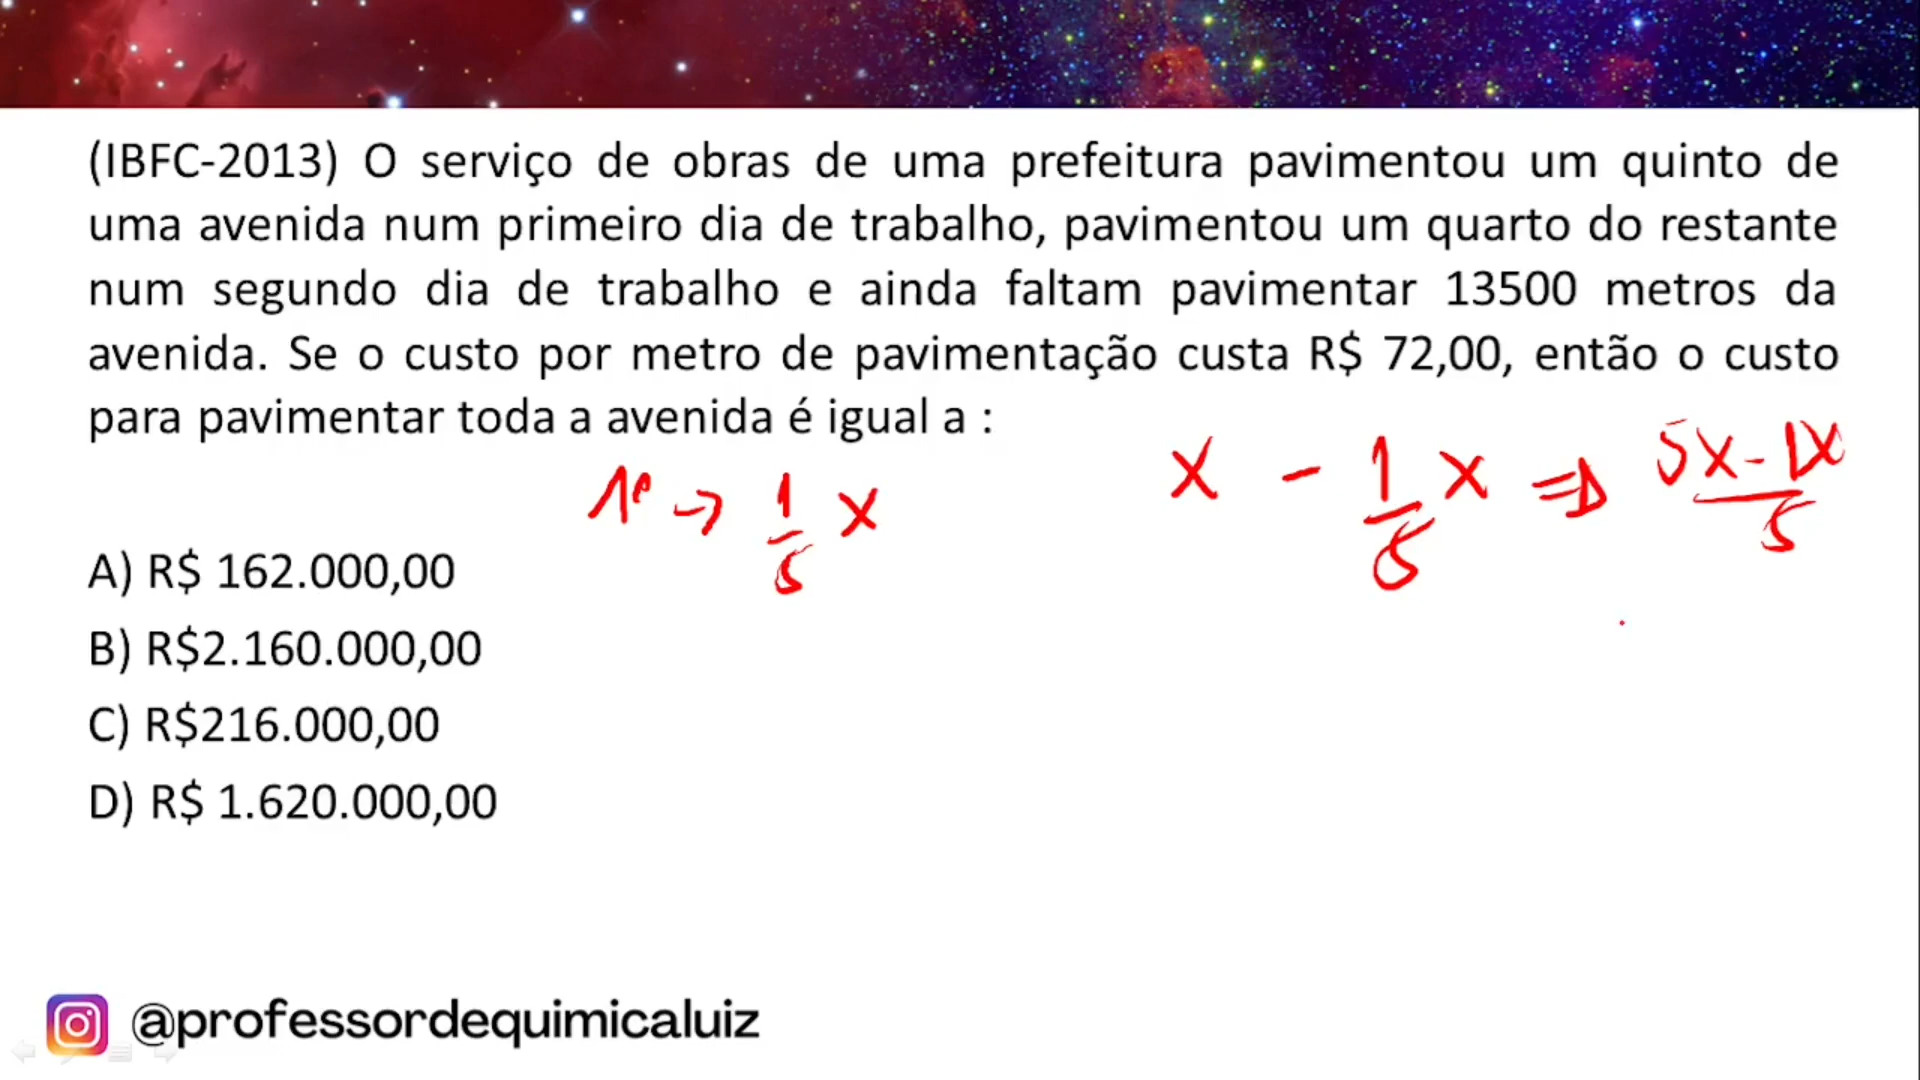 (IBFC-2013) O serviço de obras de uma prefeitura pavimentou um quinto de
uma avenida num primeiro dia de trabalho, pavimentou um quarto do restante
num segundo dia de trabalho e ainda faltam pavimentar 13500 metros da
avenida. Se o custo por metro de pavimentação custa R$ 72,00, então o custo
para pavimentar toda a avenida é igual a :
1º → 1/5 x
x - 1/5 x ⇒ 5x - 1x / 5
A) R$ 162.000,00
B) R$2.160.000,00
C) R$216.000,00
D) R$ 1.620.000,00
@professordequimicaluiz